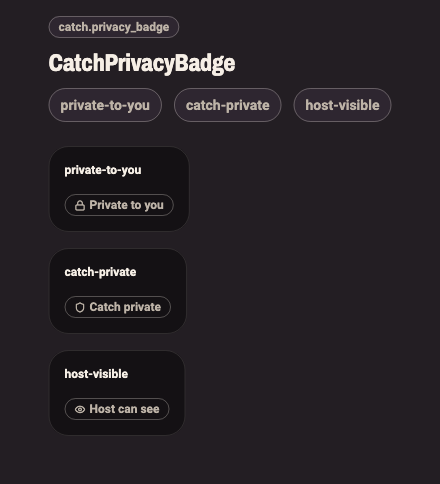 catch.privacy_badge
CatchPrivacyBadge
private-to-you catch-private host-visible
private-to-you
Private to you
catch-private
Catch private
host-visible
Host can see